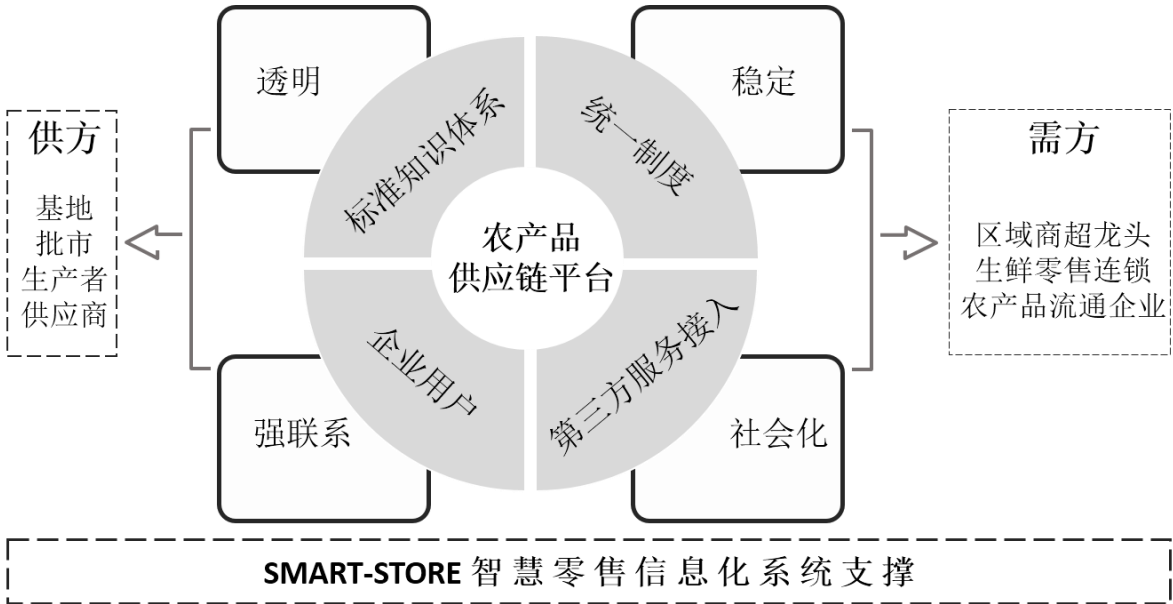 透明
稳定
标准知识体系
统一制度
供方
基地
批市
生产者
供应商
农产品
供应链平台
需方
区域商超龙头
生鲜零售连锁
农产品流通企业
企业用户
第三方服务接入
强联系
社会化
SMART-STORE 智慧零售信息化系统支撑